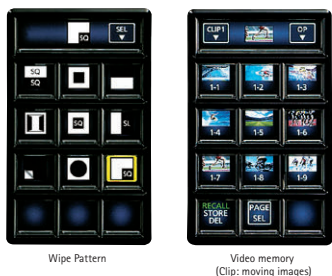 SQ
SEL
SQ
SQ
SQ
SL
SQ
Wipe Pattern
CLIP1
OP
1-1
1-2
1-3
1-4
1-5
1-6
1-7
1-8
1-9
RECALL
STORE
DEL
PAGE
SEL
Video memory
(Clip: moving images)